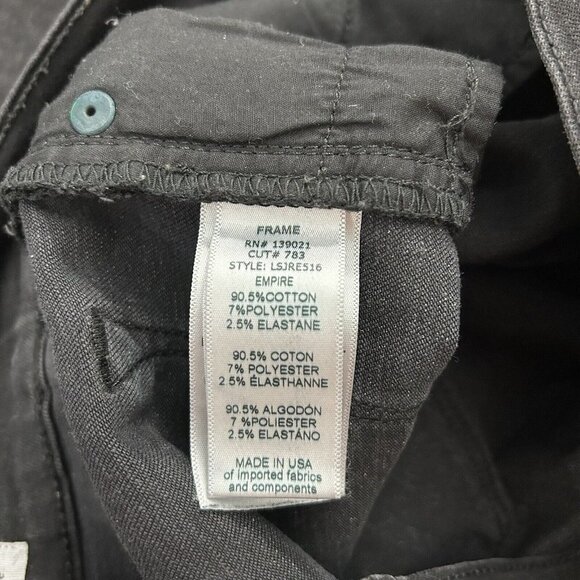 FRAME
RN# 139021
CUT# 783
STYLE: LSJRE516
EMPIRE
90.5%COTTON
7%POLYESTER
2.5% ELASTANE
90.5% COTON
7% POLYESTER
2.5% ÉLASTHANNE
90.5% ALGODÓN
7 %POLIESTER
2.5% ELASTÁNO
MADE IN USA
of imported fabrics
and components